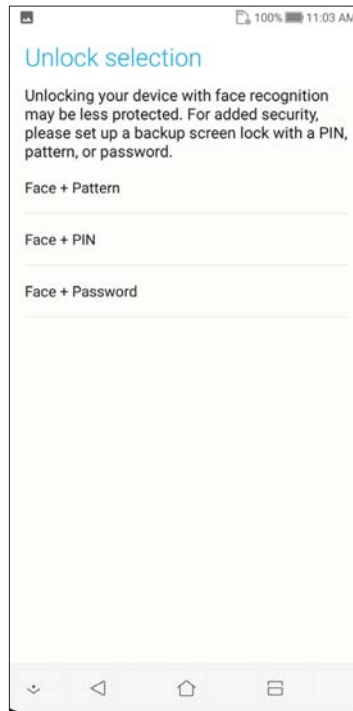 100% 11:03 AM
Unlock selection
Unlocking your device with face recognition
may be less protected. For added security,
please set up a backup screen lock with a PIN,
pattern, or password.
Face + Pattern
Face + PIN
Face + Password